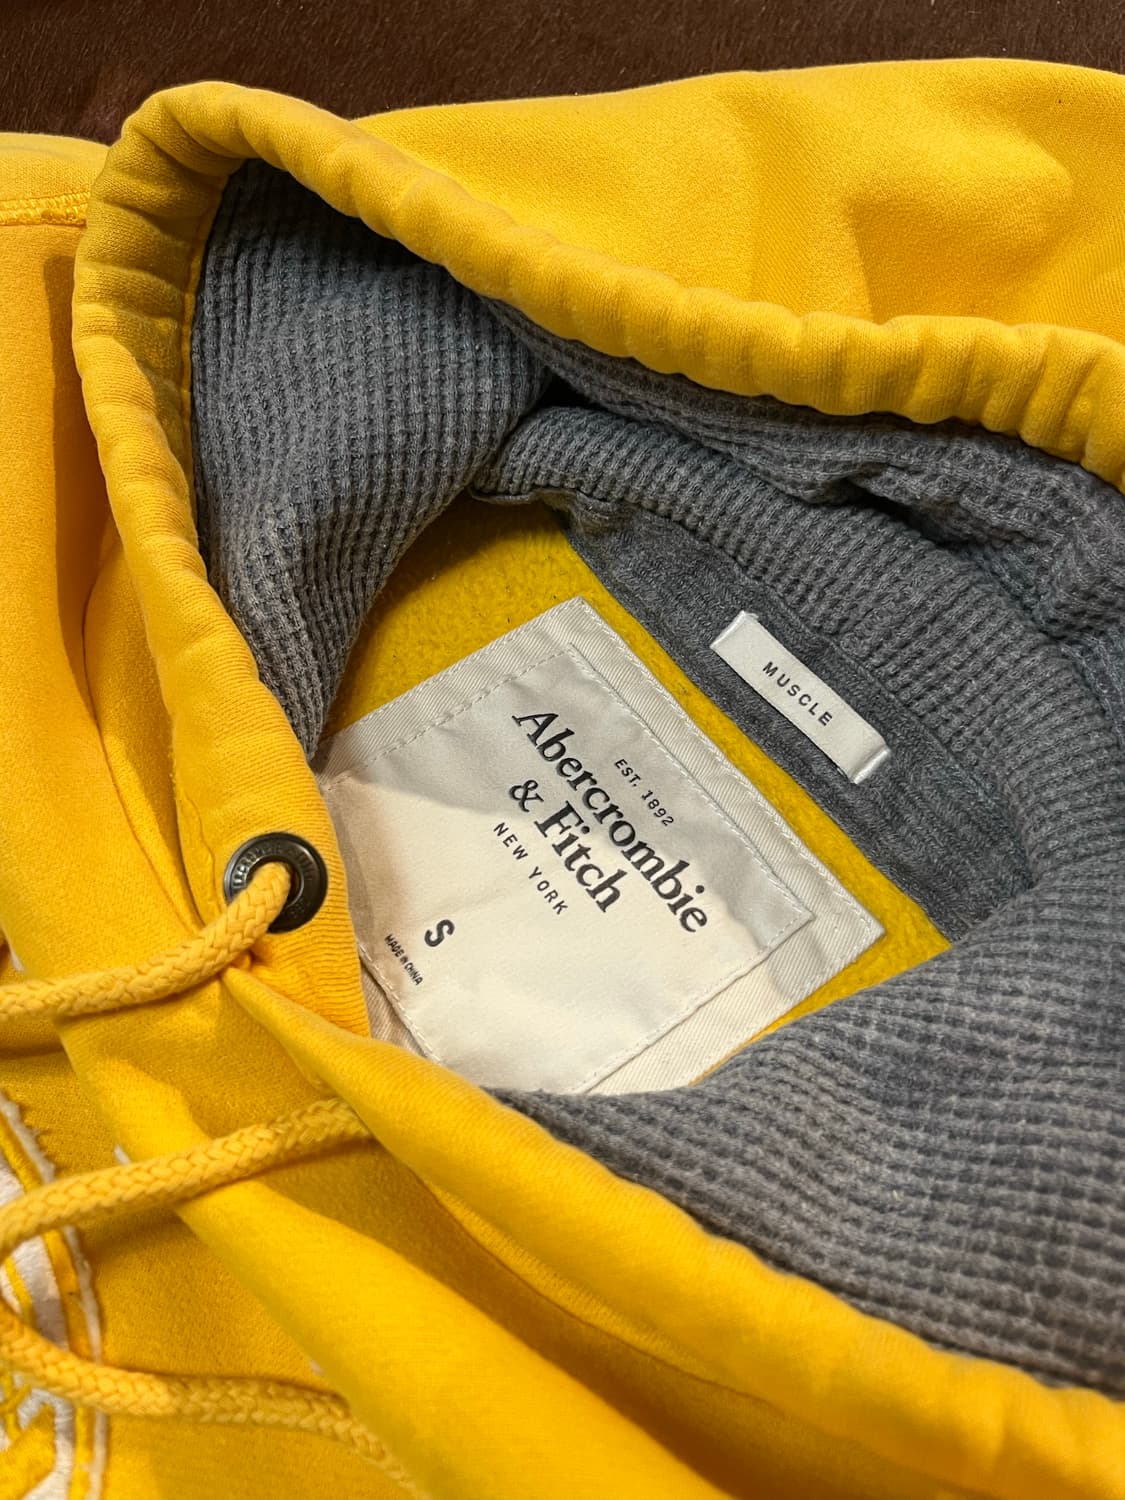 MUSCLE
EST. 1892
Abercrombie
& Fitch
NEW YORK
S
MADE IN CHINA